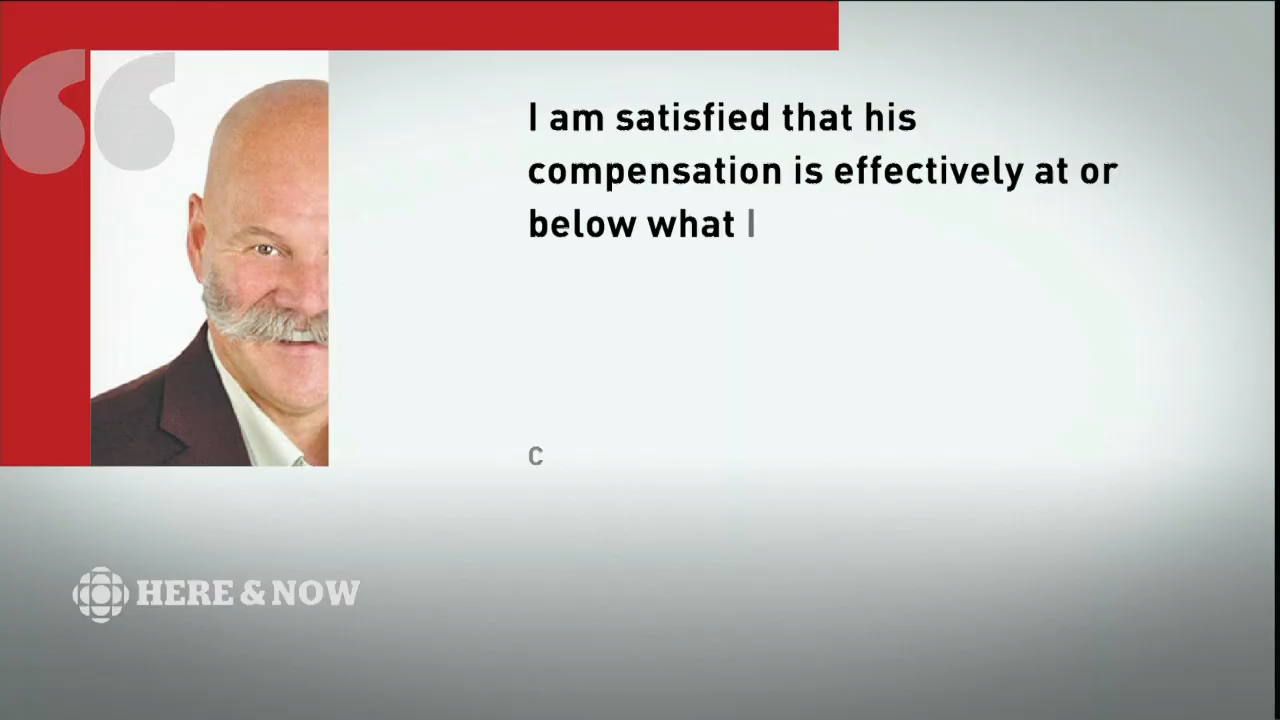 I am satisfied that his
compensation is effectively at or
below what I
C
HERE & NOW